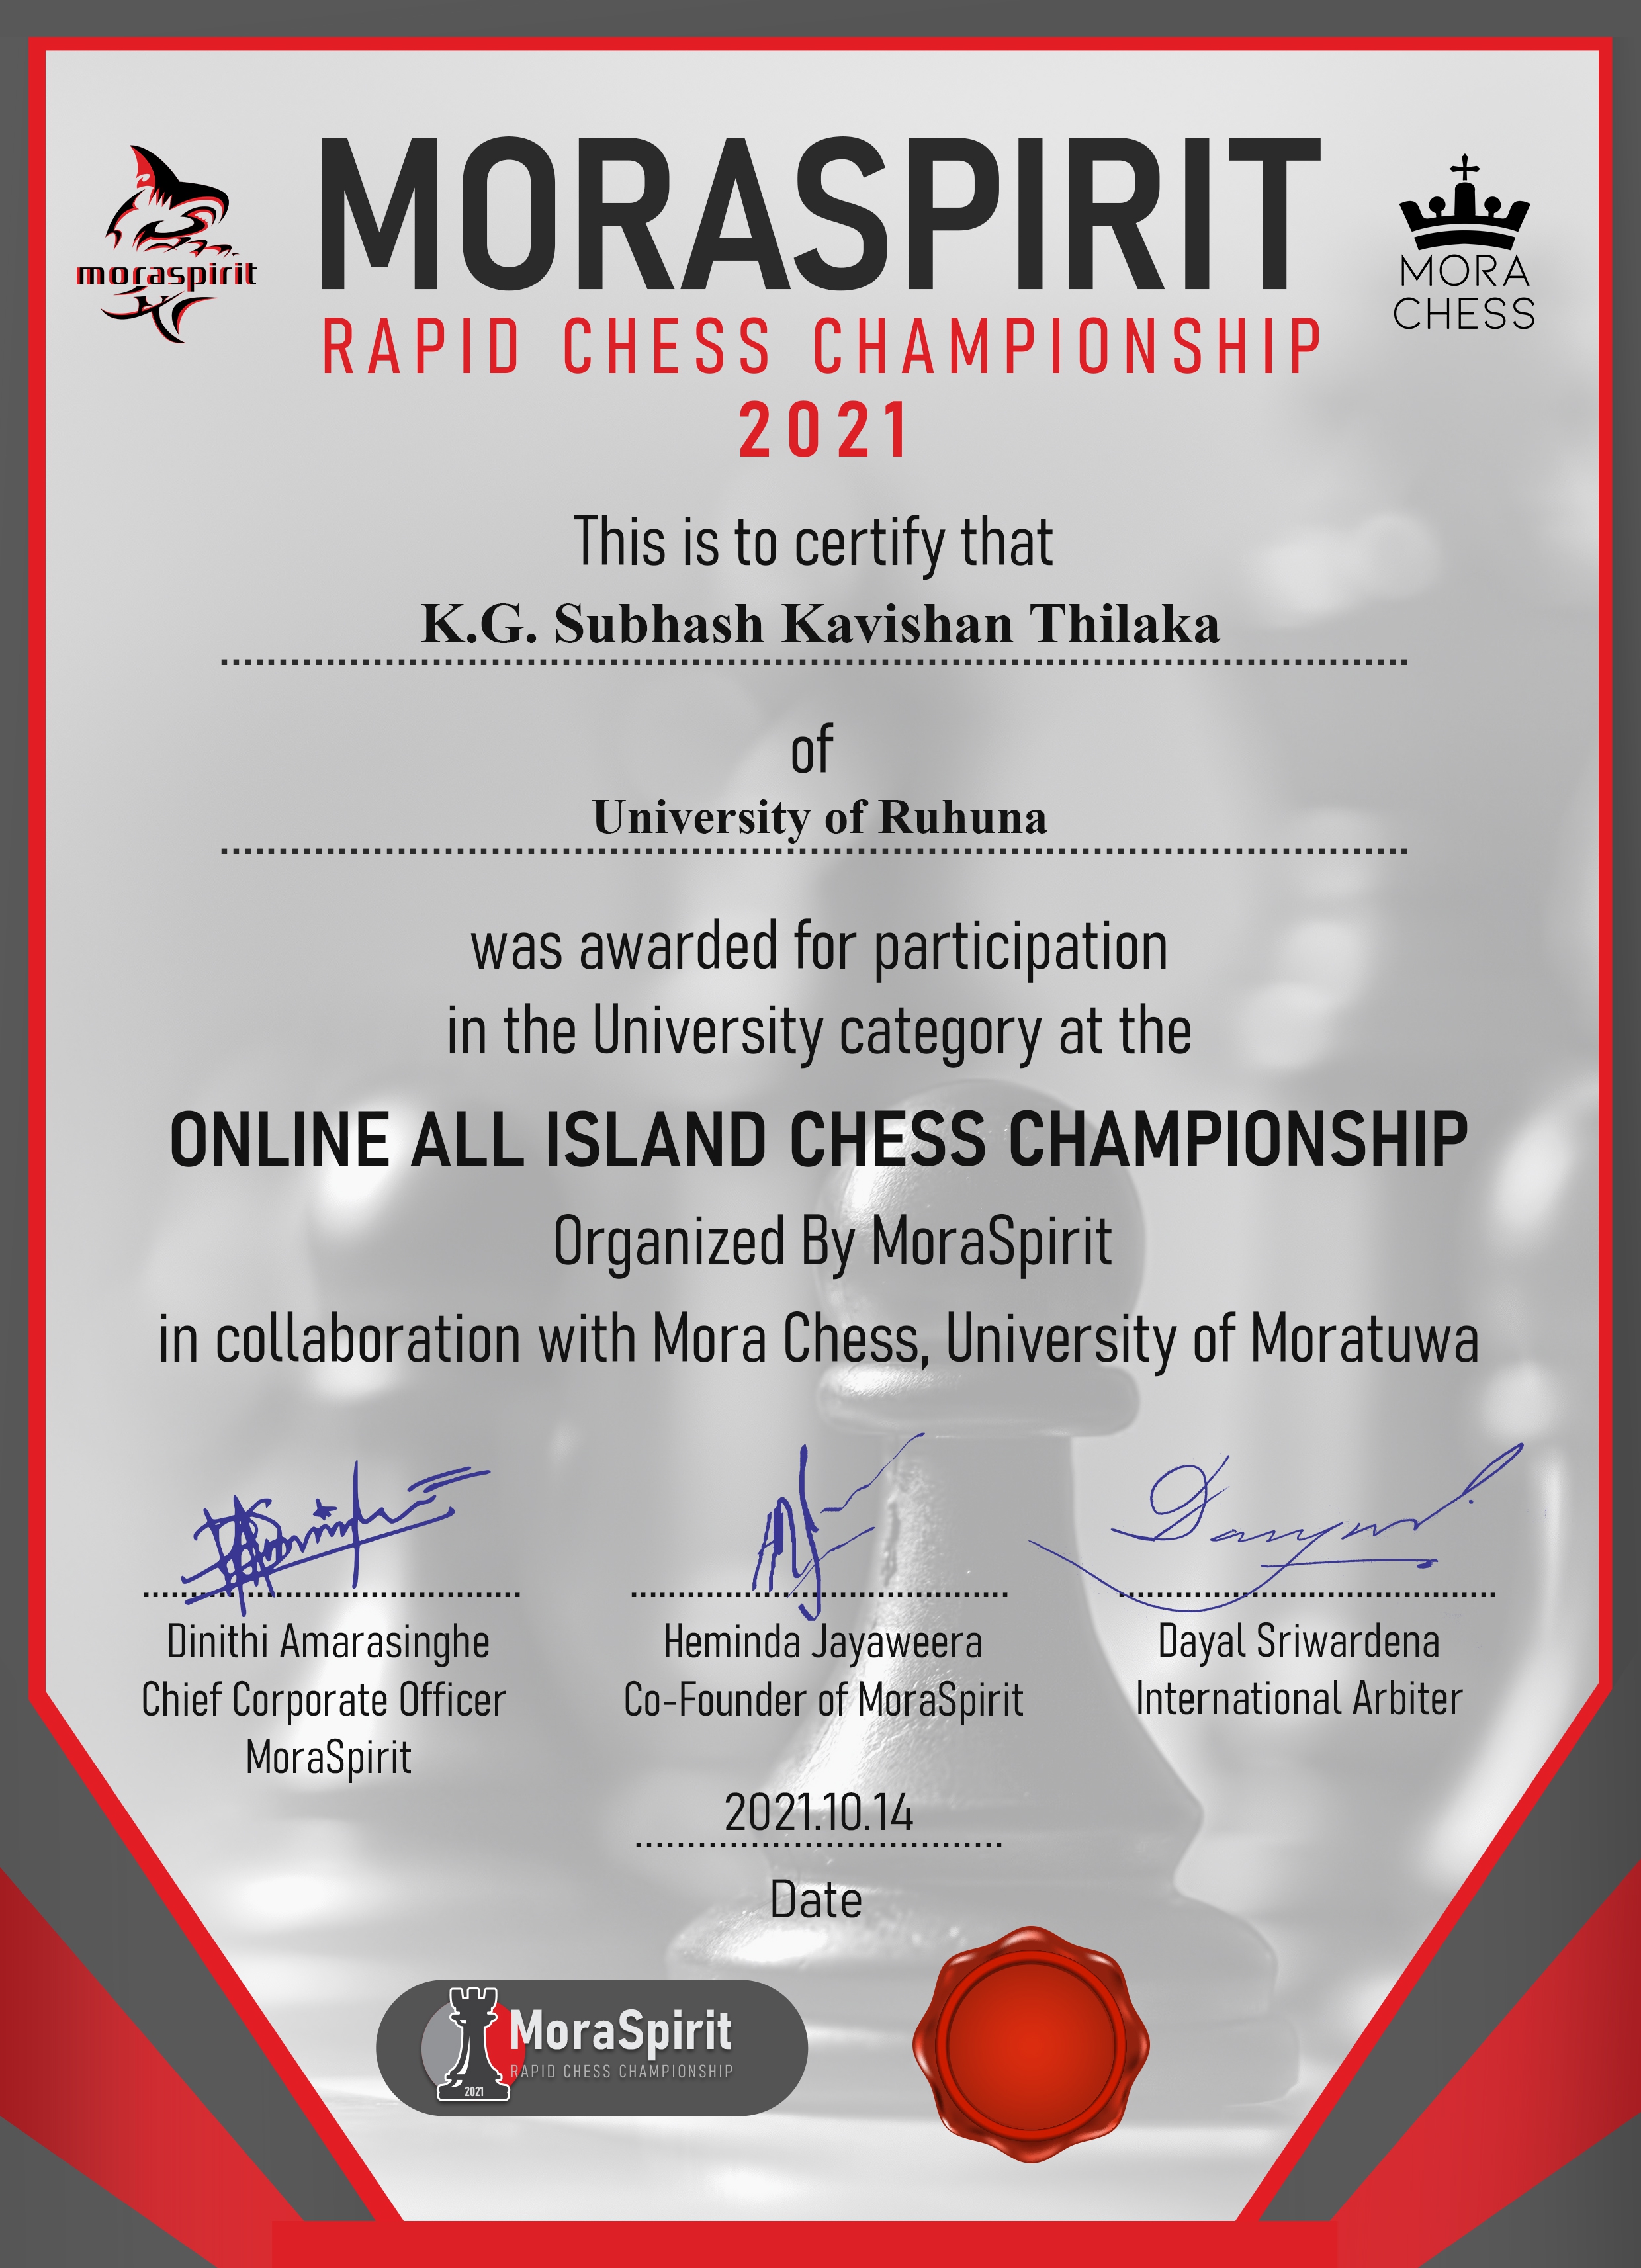 moraspirit
MORASPIRIT
MORA
CHESS
RAPID CHESS CHAMPIONSHIP
2021
This is to certify that
K.G. Subhash Kavishan Thilaka
of
University of Ruhuna
was awarded for participation
in the University category at the
ONLINE ALL ISLAND CHESS CHAMPIONSHIP
Organized By MoraSpirit
in collaboration with Mora Chess, University of Moratuwa
Dinithi Amarasinghe
Chief Corporate Officer
MoraSpirit
Heminda Jayaweera
Co-Founder of MoraSpirit
Dayal Sriwardena
International Arbiter
2021.10.14
Date
MoraSpirit
RAPID CHESS CHAMPIONSHIP
2021